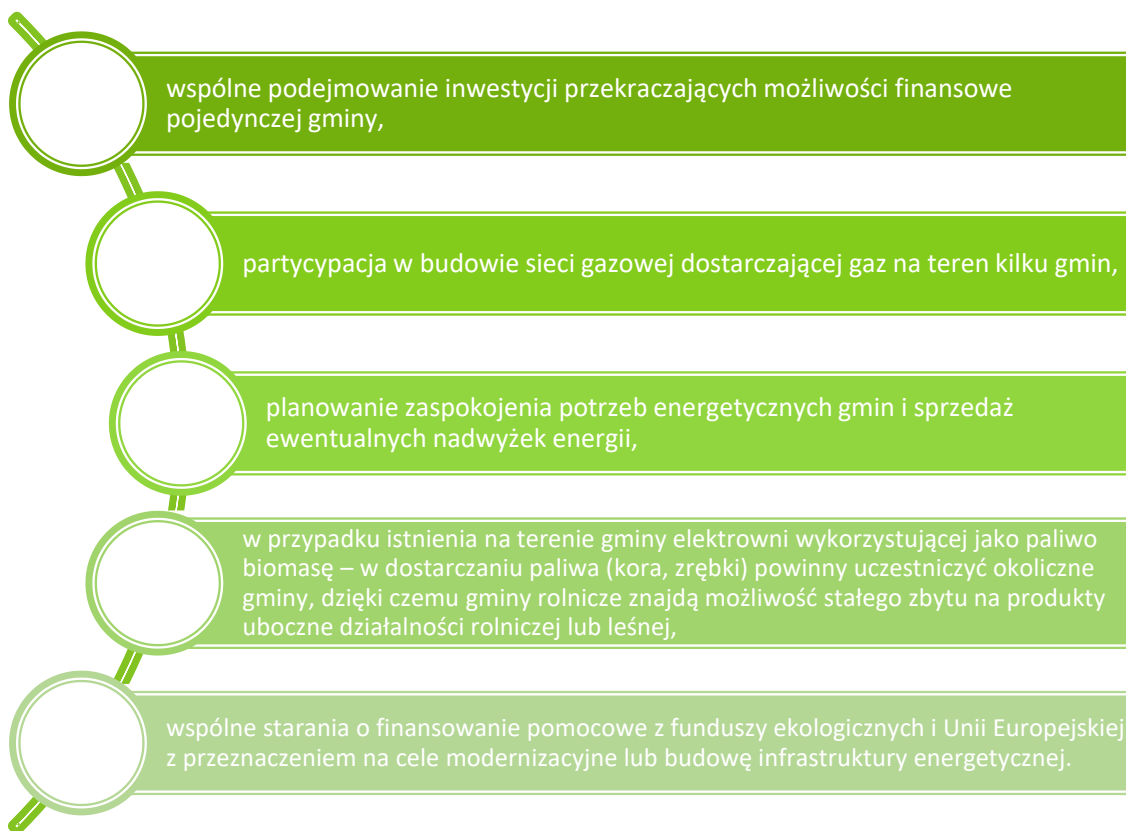 wspólne podejmowanie inwestycji przekraczających możliwości finansowe
pojedynczej gminy,
partycypacja w budowie sieci gazowej dostarczającej gaz na teren kilku gmin,
planowanie zaspokojenia potrzeb energetycznych gmin i sprzedaż
ewentualnych nadwyżek energii,
w przypadku istnienia na terenie gminy elektrowni wykorzystującej jako paliwo
biomasę – w dostarczaniu paliwa (kora, zrębki) powinny uczestniczyć okoliczne
gminy, dzięki czemu gminy rolnicze znajdą możliwość stałego zbytu na produkty
uboczne działalności rolniczej lub leśnej,
wspólne starania o finansowanie pomocowe z funduszy ekologicznych i Unii Europejskiej
z przeznaczeniem na cele modernizacyjne lub budowę infrastruktury energetycznej.